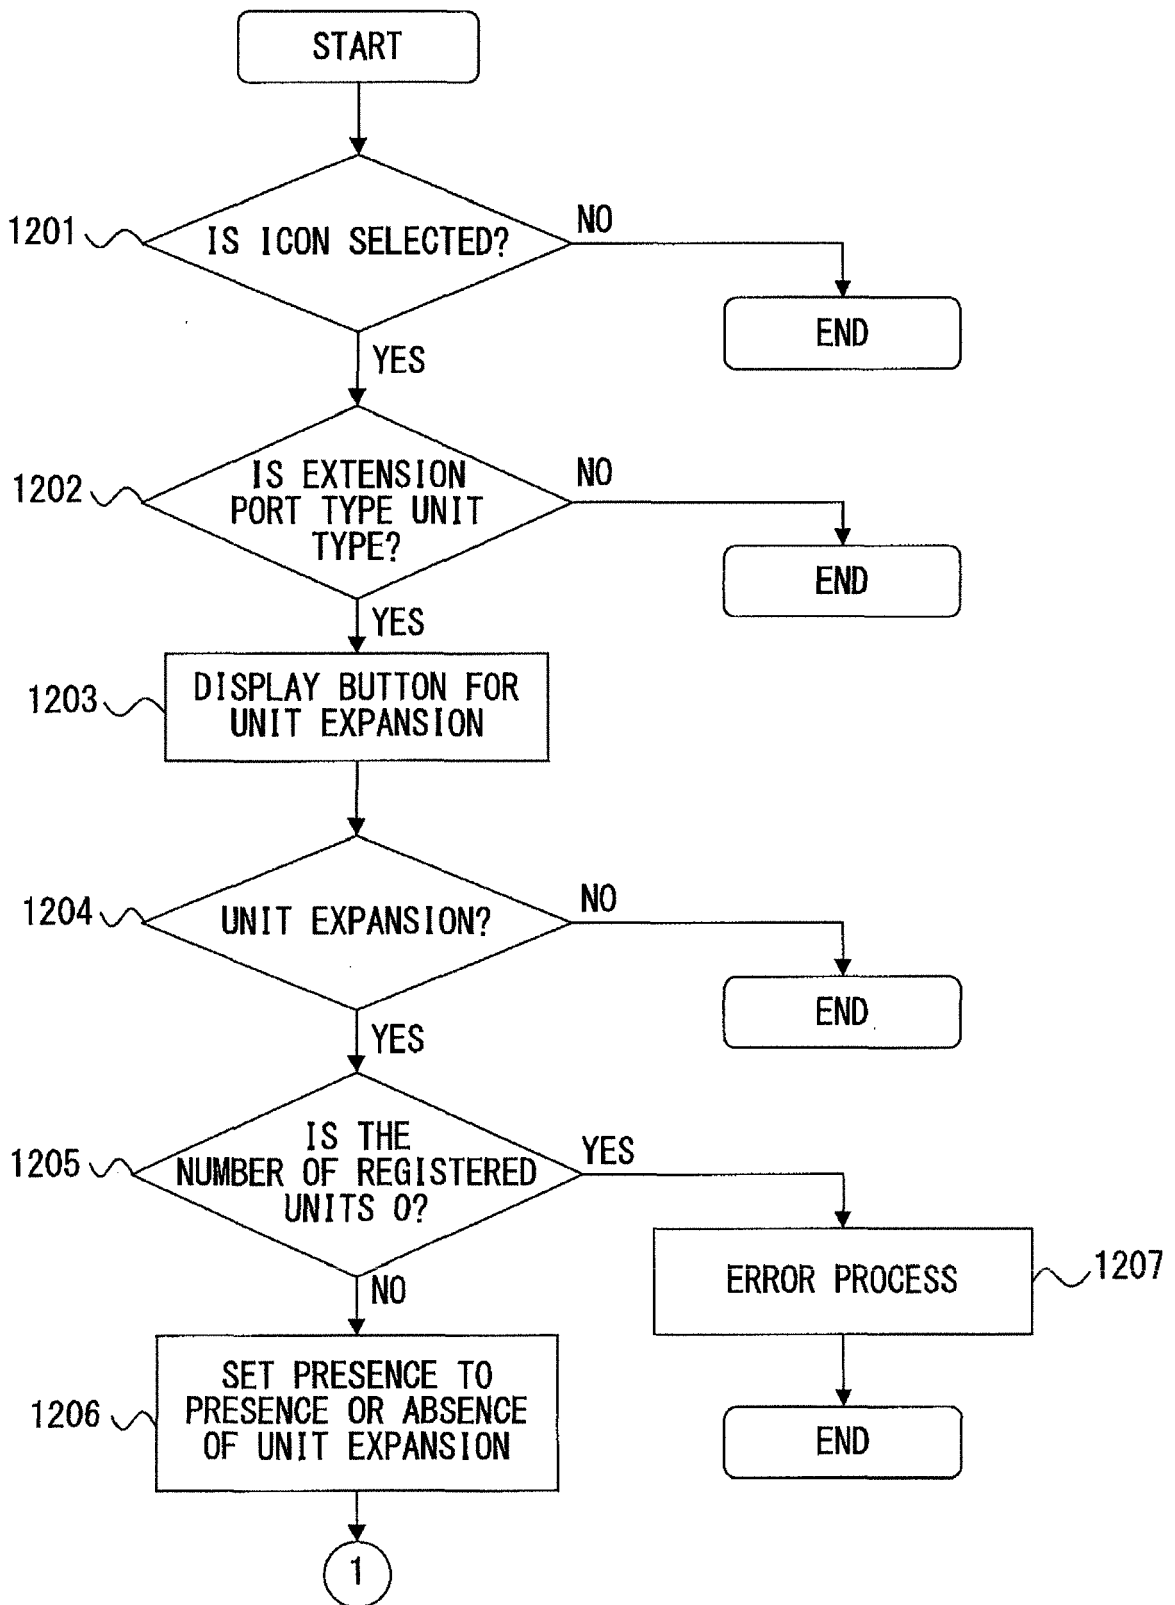 START
1201
IS ICON SELECTED?
NO
END
YES
1202
IS EXTENSION
PORT TYPE UNIT
TYPE?
NO
END
YES
1203
DISPLAY BUTTON FOR
UNIT EXPANSION
1204
UNIT EXPANSION?
NO
END
YES
1205
IS THE
NUMBER OF REGISTERED
UNITS 0?
YES
ERROR PROCESS
1207
NO
1206
SET PRESENCE TO
PRESENCE OR ABSENCE
OF UNIT EXPANSION
END
1